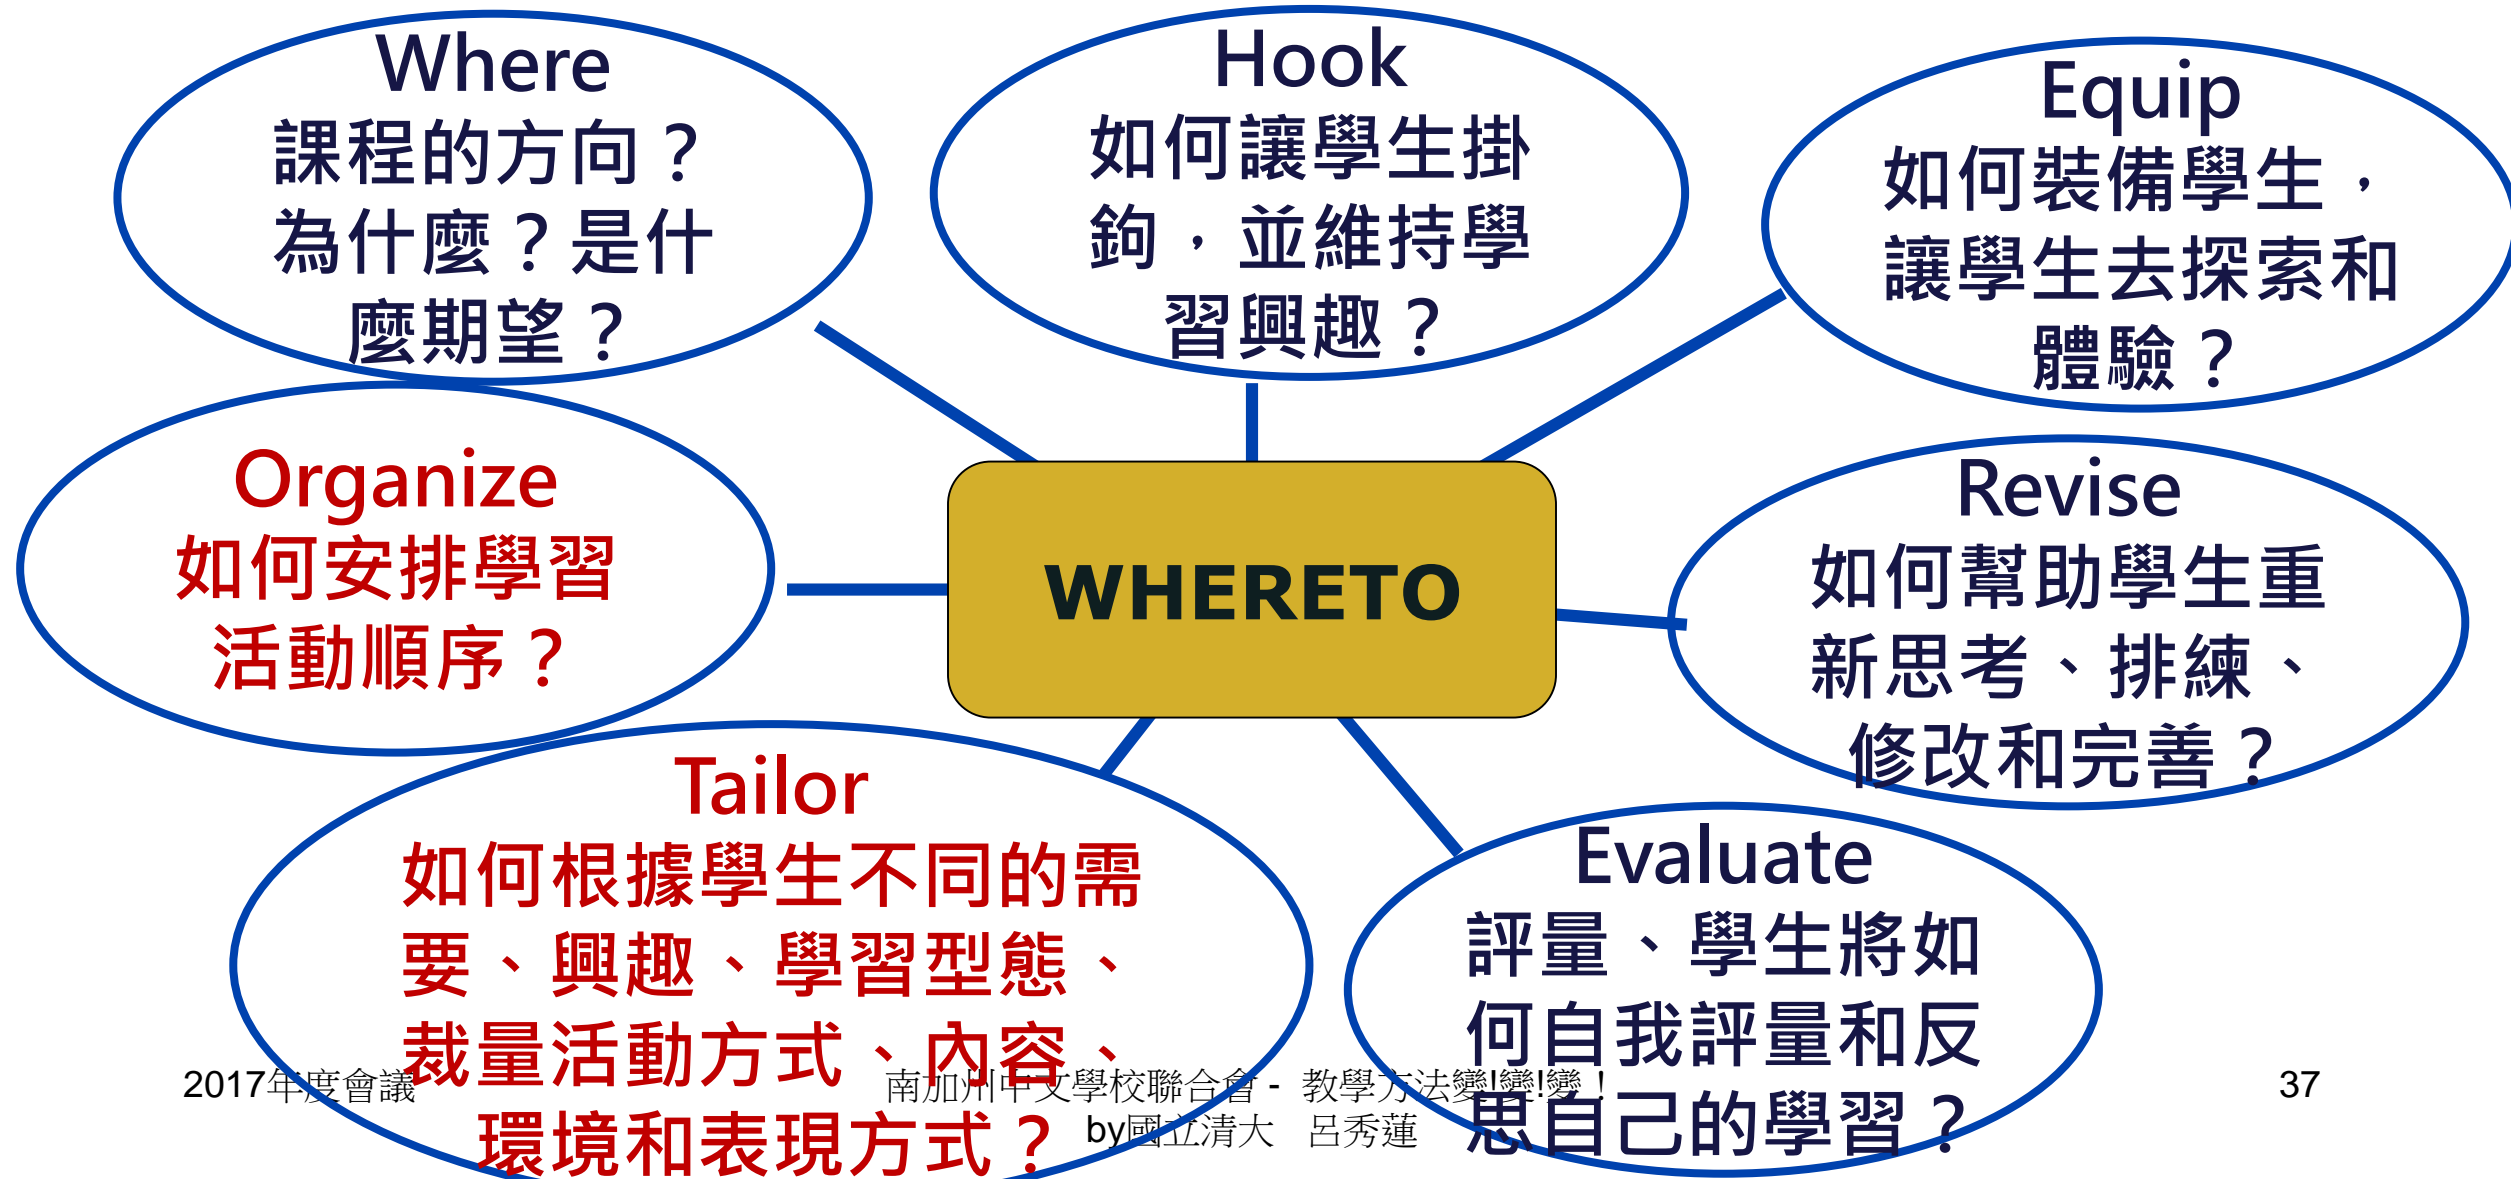 Where
課程的方向？
為什麼？是什
麼期望？
Hook
如何讓學生掛
鉤，並維持學
習興趣？
Equip
如何裝備學生，
讓學生去探索和
體驗？
Organize
如何安排學習
活動順序？
WHERETO
Revise
如何幫助學生重
新思考、排練、
修改和完善？
Tailor
如何根據學生不同的需
要、興趣、學習型態、
裁量活動方式、內容、
環境和表現方式？
Evaluate
評量、學生將如
何自我評量和反
思自己的學習？
2017年度會議
南加州中文學校聯合會 - 教學方法變!變!變！
by國立清大 呂秀蓮
37